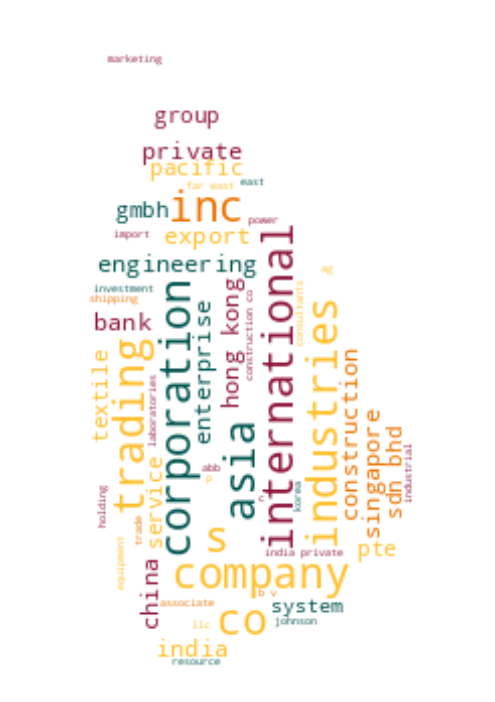 marketing
group
private
pacific
far east
east
gmbh
inc
power
import
export
engineering
ag
investment
shipping
bank
corporation
international
hong kong
construction co
consultants
enterprise
industries
textile
trading
laboratories
construction
asia
singapore
sdn bhd
industrial
service
abb
p
korea
c
holding
trade
s
equipment
india private
pte
china
company
b v
associate
co
system
llc
johnson
india
resource